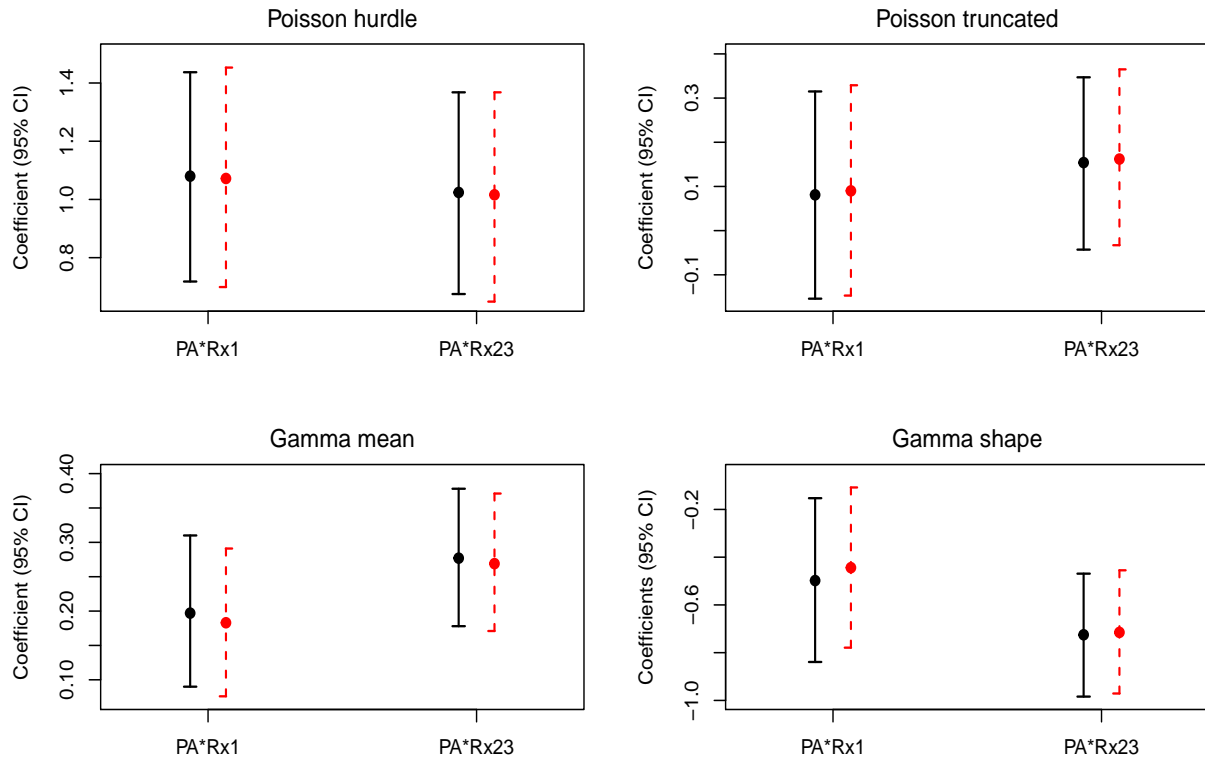 Poisson hurdle
Coefficient (95% CI)
1.4
1.2
1.0
0.8
PA*Rx1
PA*Rx23
Poisson truncated
Coefficient (95% CI)
0.3
0.1
−0.1
PA*Rx1
PA*Rx23
Gamma mean
Coefficient (95% CI)
0.40
0.30
0.20
0.10
PA*Rx1
PA*Rx23
Gamma shape
Coefficients (95% CI)
−0.2
−0.6
−1.0
PA*Rx1
PA*Rx23